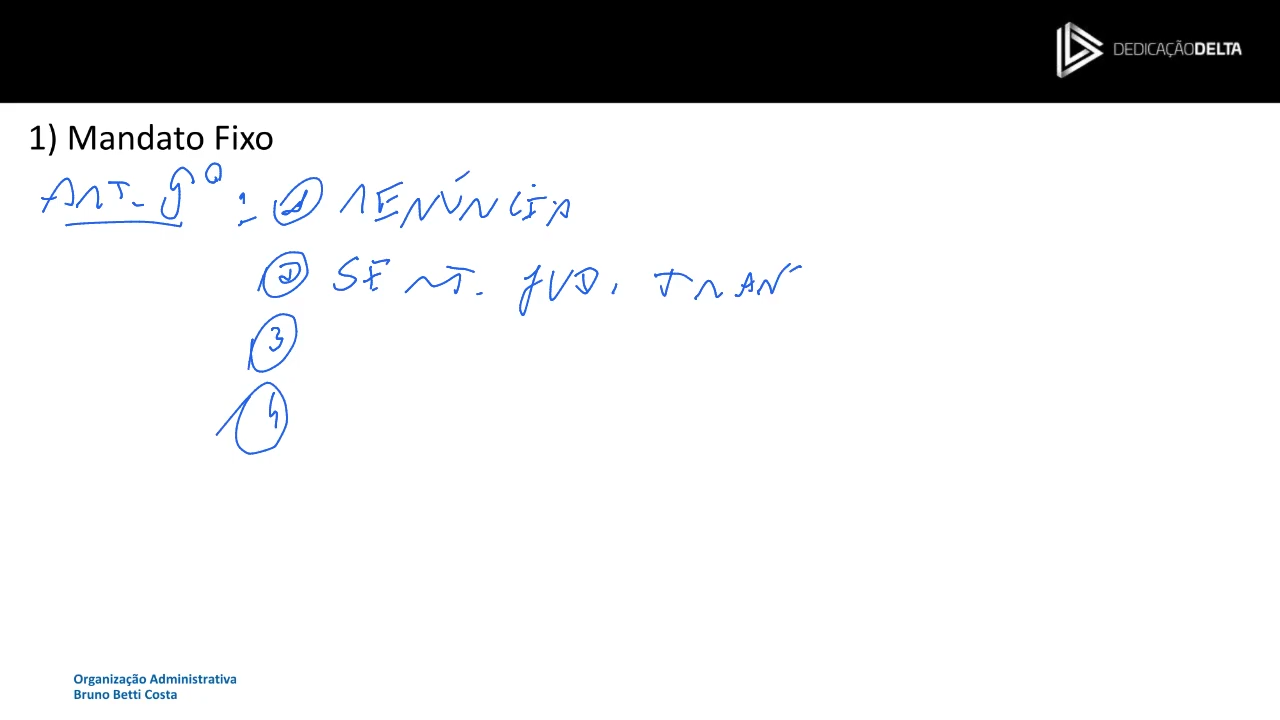 DEDICAÇÃODELTA
1) Mandato Fixo
ART. 9º: ① RENÚNCIA
② SENT. JUD. TRAN
③
④
Organização Administrativa
Bruno Betti Costa